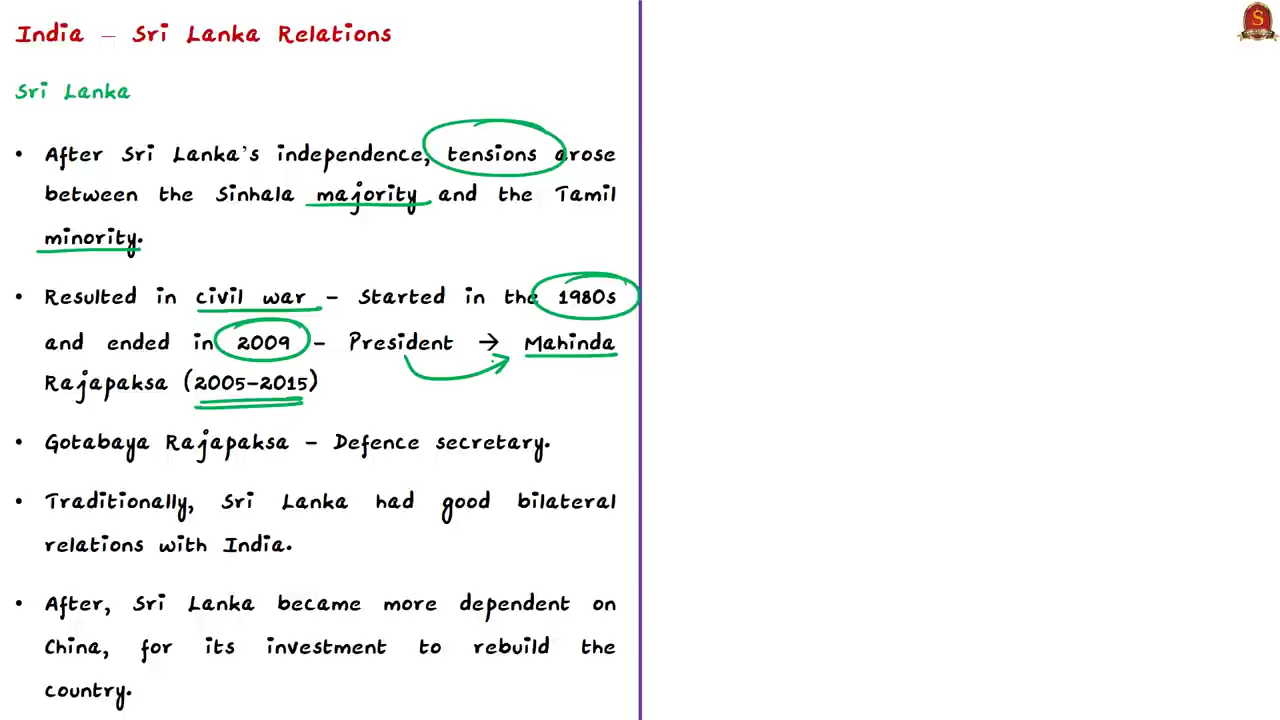 India – Sri Lanka Relations
Sri Lanka
• After Sri Lanka's independence, tensions arose
between the Sinhala majority and the Tamil
minority.
• Resulted in civil war – Started in the 1980s
and ended in 2009 – President → Mahinda
Rajapaksa (2005-2015)
• Gotabaya Rajapaksa – Defence secretary.
• Traditionally, Sri Lanka had good bilateral
relations with India.
• After, Sri Lanka became more dependent on
China, for its investment to rebuild the
country.
S